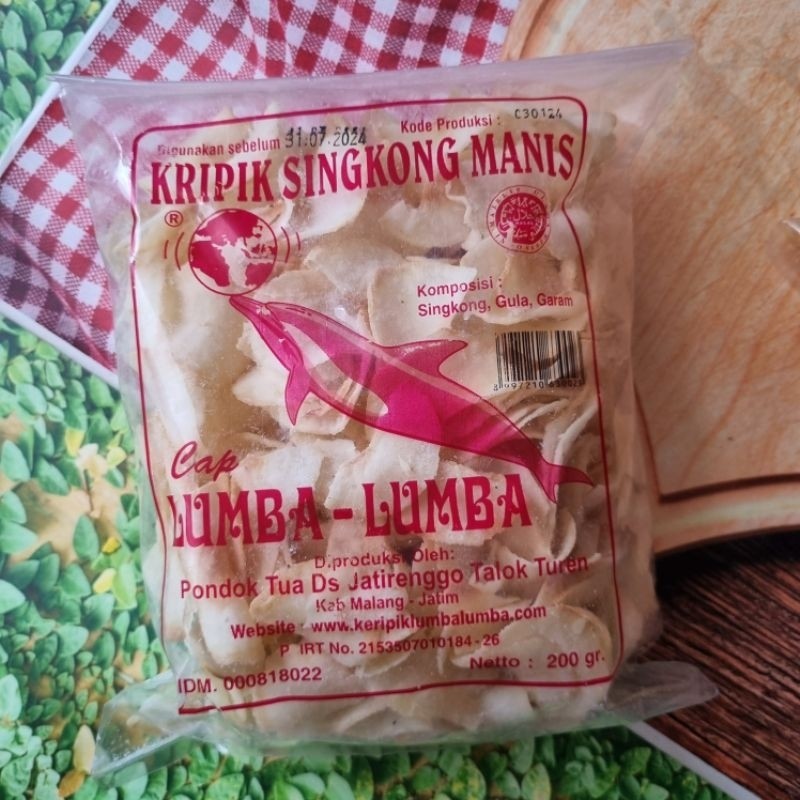 Digunakan sebelum 31.07.2024 Kode Produksi : C30124
KRIPIK SINGKONG MANIS
®
Komposisi :
Singkong, Gula, Garam
Cap
LUMBA - LUMBA
Diproduksi Oleh:
Pondok Tua Ds Jatirenggo Talok Turen
Kab Malang - Jatim
Website : www.keripiklumbalumba.com
P IRT No. 2153507010184 - 26
IDM. 000818022 Netto : 200 gr.